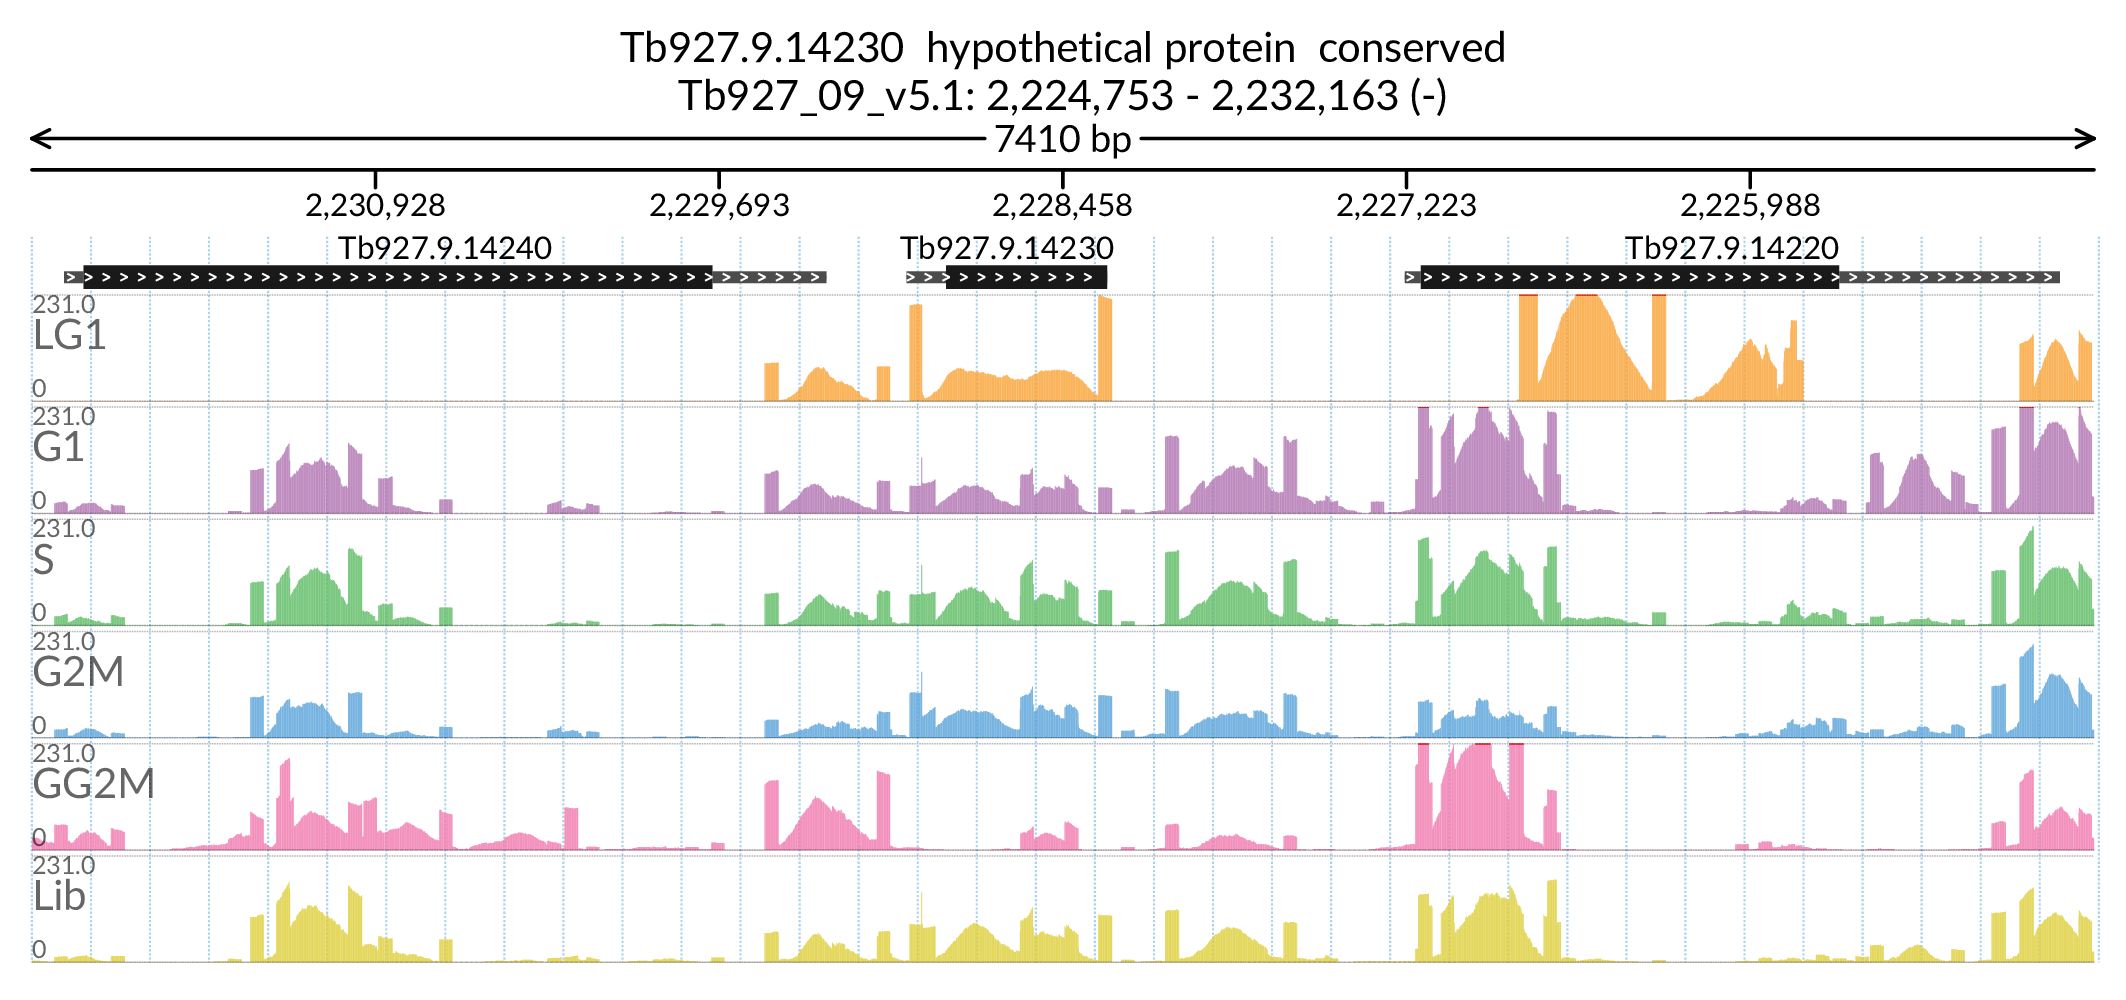 Tb927.9.14230 hypothetical protein conserved
Tb927_09_v5.1: 2,224,753 - 2,232,163 (-)
7410 bp
2,230,928 2,229,693 2,228,458 2,227,223 2,225,988
Tb927.9.14240 Tb927.9.14230 Tb927.9.14220
231.0
LG1
0
231.0
G1
0
231.0
S
0
231.0
G2M
0
231.0
GG2M
0
231.0
Lib
0